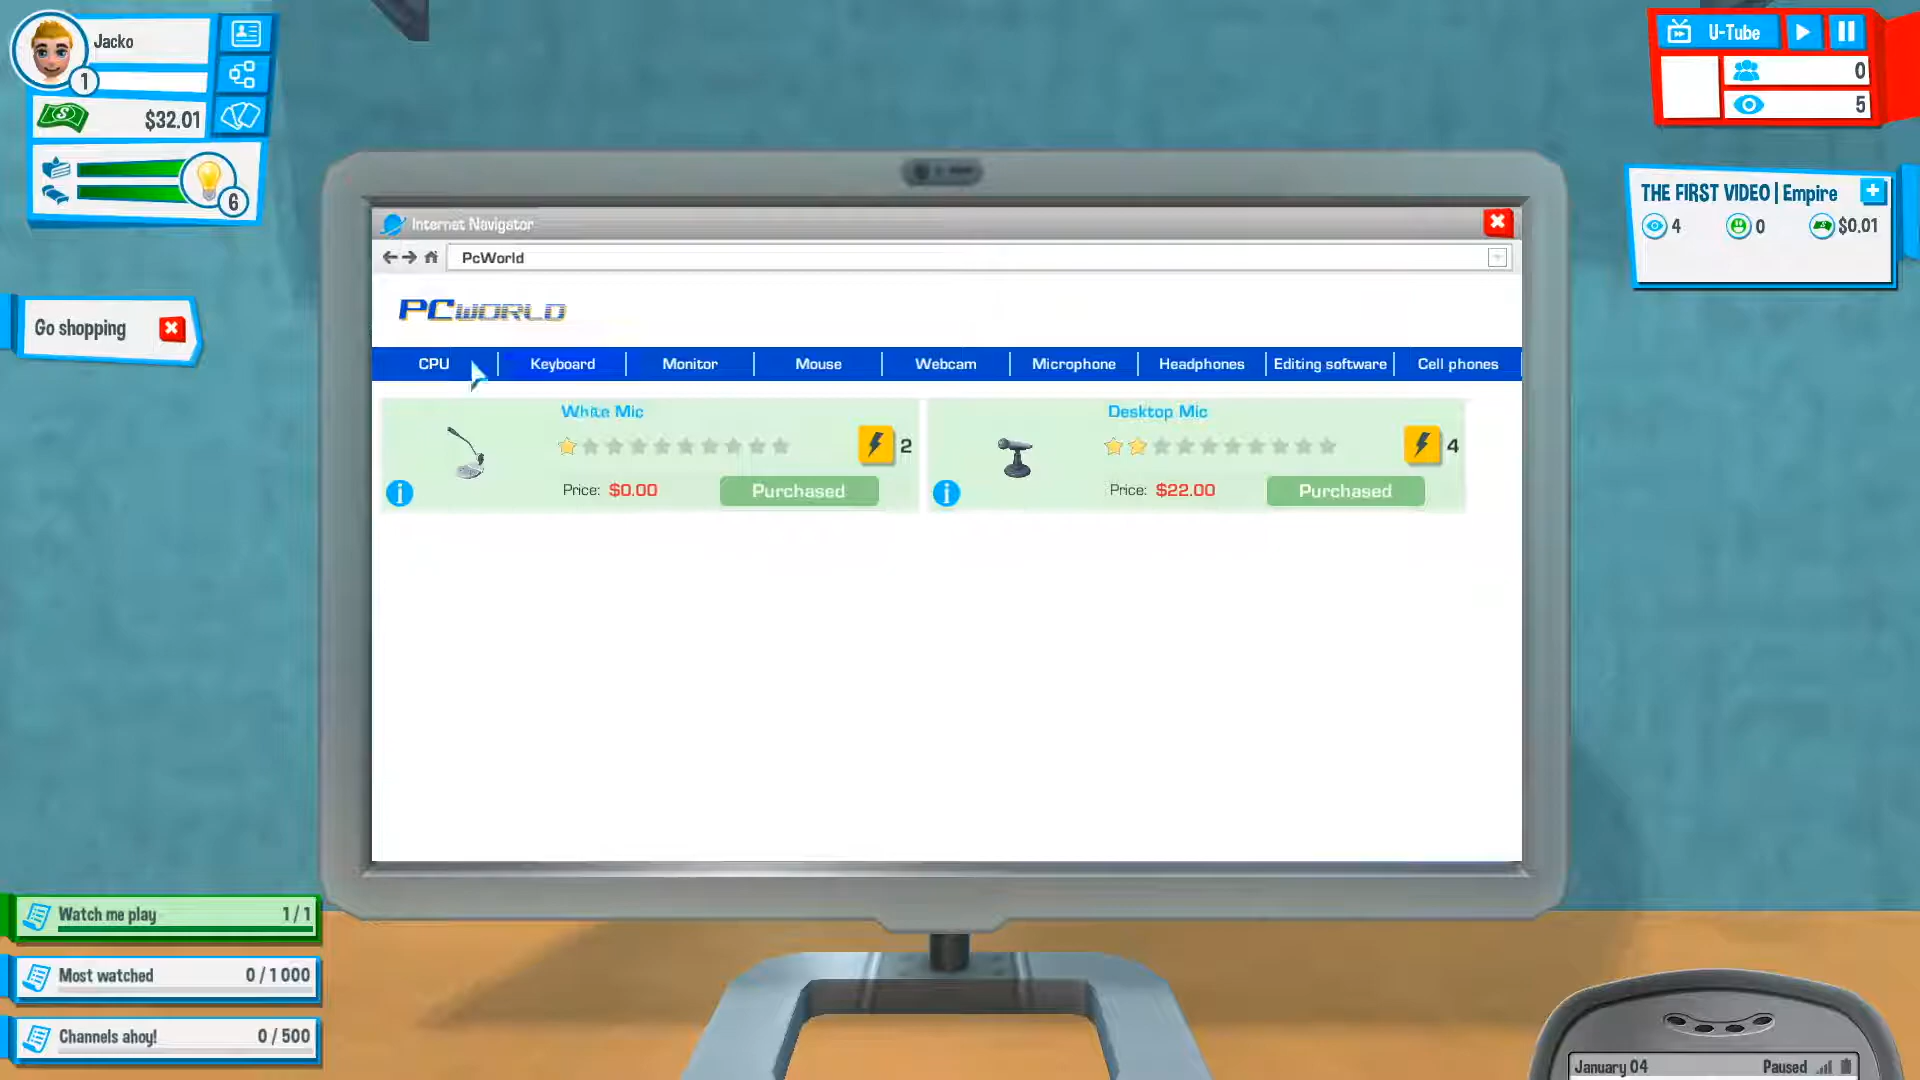 Jacko
1
$32.01
6
U-Tube
0
5
THE FIRST VIDEO | Empire
4
0
$0.01
Go shopping
Internet Navigator
PcWorld
PCWORLD
CPU
Keyboard
Monitor
Mouse
Webcam
Microphone
Headphones
Editing software
Cell phones
White Mic
2
Price: $0.00
Purchased
Desktop Mic
4
Price: $22.00
Purchased
Watch me play 1 / 1
Most watched 0 / 1 000
Channels ahoy! 0 / 500
January 04 Paused